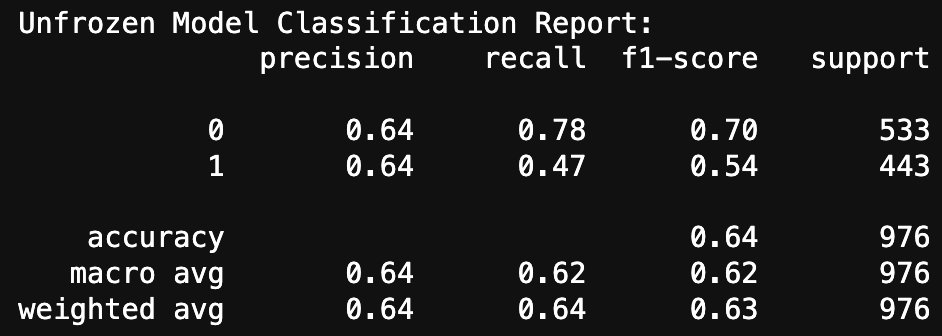 Unfrozen Model Classification Report:
precision recall f1-score support
0 0.64 0.78 0.70 533
1 0.64 0.47 0.54 443
accuracy 0.64 976
macro avg 0.64 0.62 0.62 976
weighted avg 0.64 0.64 0.63 976